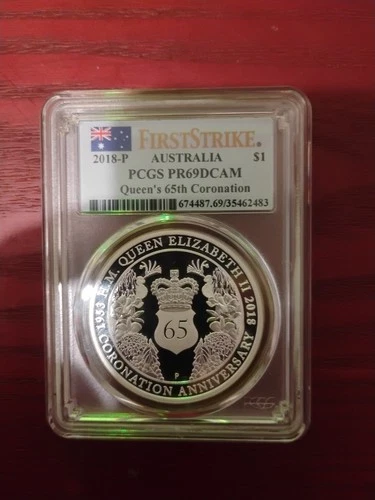 FIRSTSTRIKE®
2018-P AUSTRALIA $1
PCGS PR69DCAM
Queen's 65th Coronation
674487.69/35462483
1953 H.M. QUEEN ELIZABETH II 2018
65
P
CORONATION ANNIVERSARY
PCGS